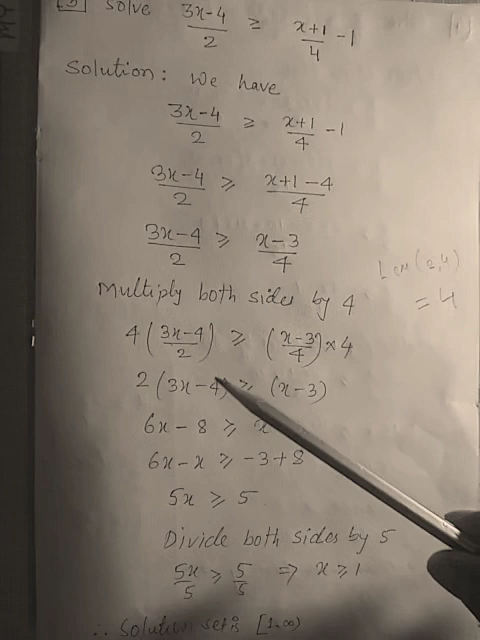 [5] Solve (3x-4)/2 ≥ (x+1)/4 - 1
Solution: We have
(3x-4)/2 ≥ (x+1)/4 - 1
(3x-4)/2 ≥ (x+1-4)/4
(3x-4)/2 ≥ (x-3)/4
Lcm(2,4) = 4
Multiply both sides by 4
4((3x-4)/2) ≥ ((x-3)/4)×4
2(3x-4) ≥ (x-3)
6x-8 ≥ x
6x-x ≥ -3+8
5x ≥ 5
Divide both sides by 5
5x/5 ≥ 5/5 ⇒ x ≥ 1
∴ Solution set is [1,∞)